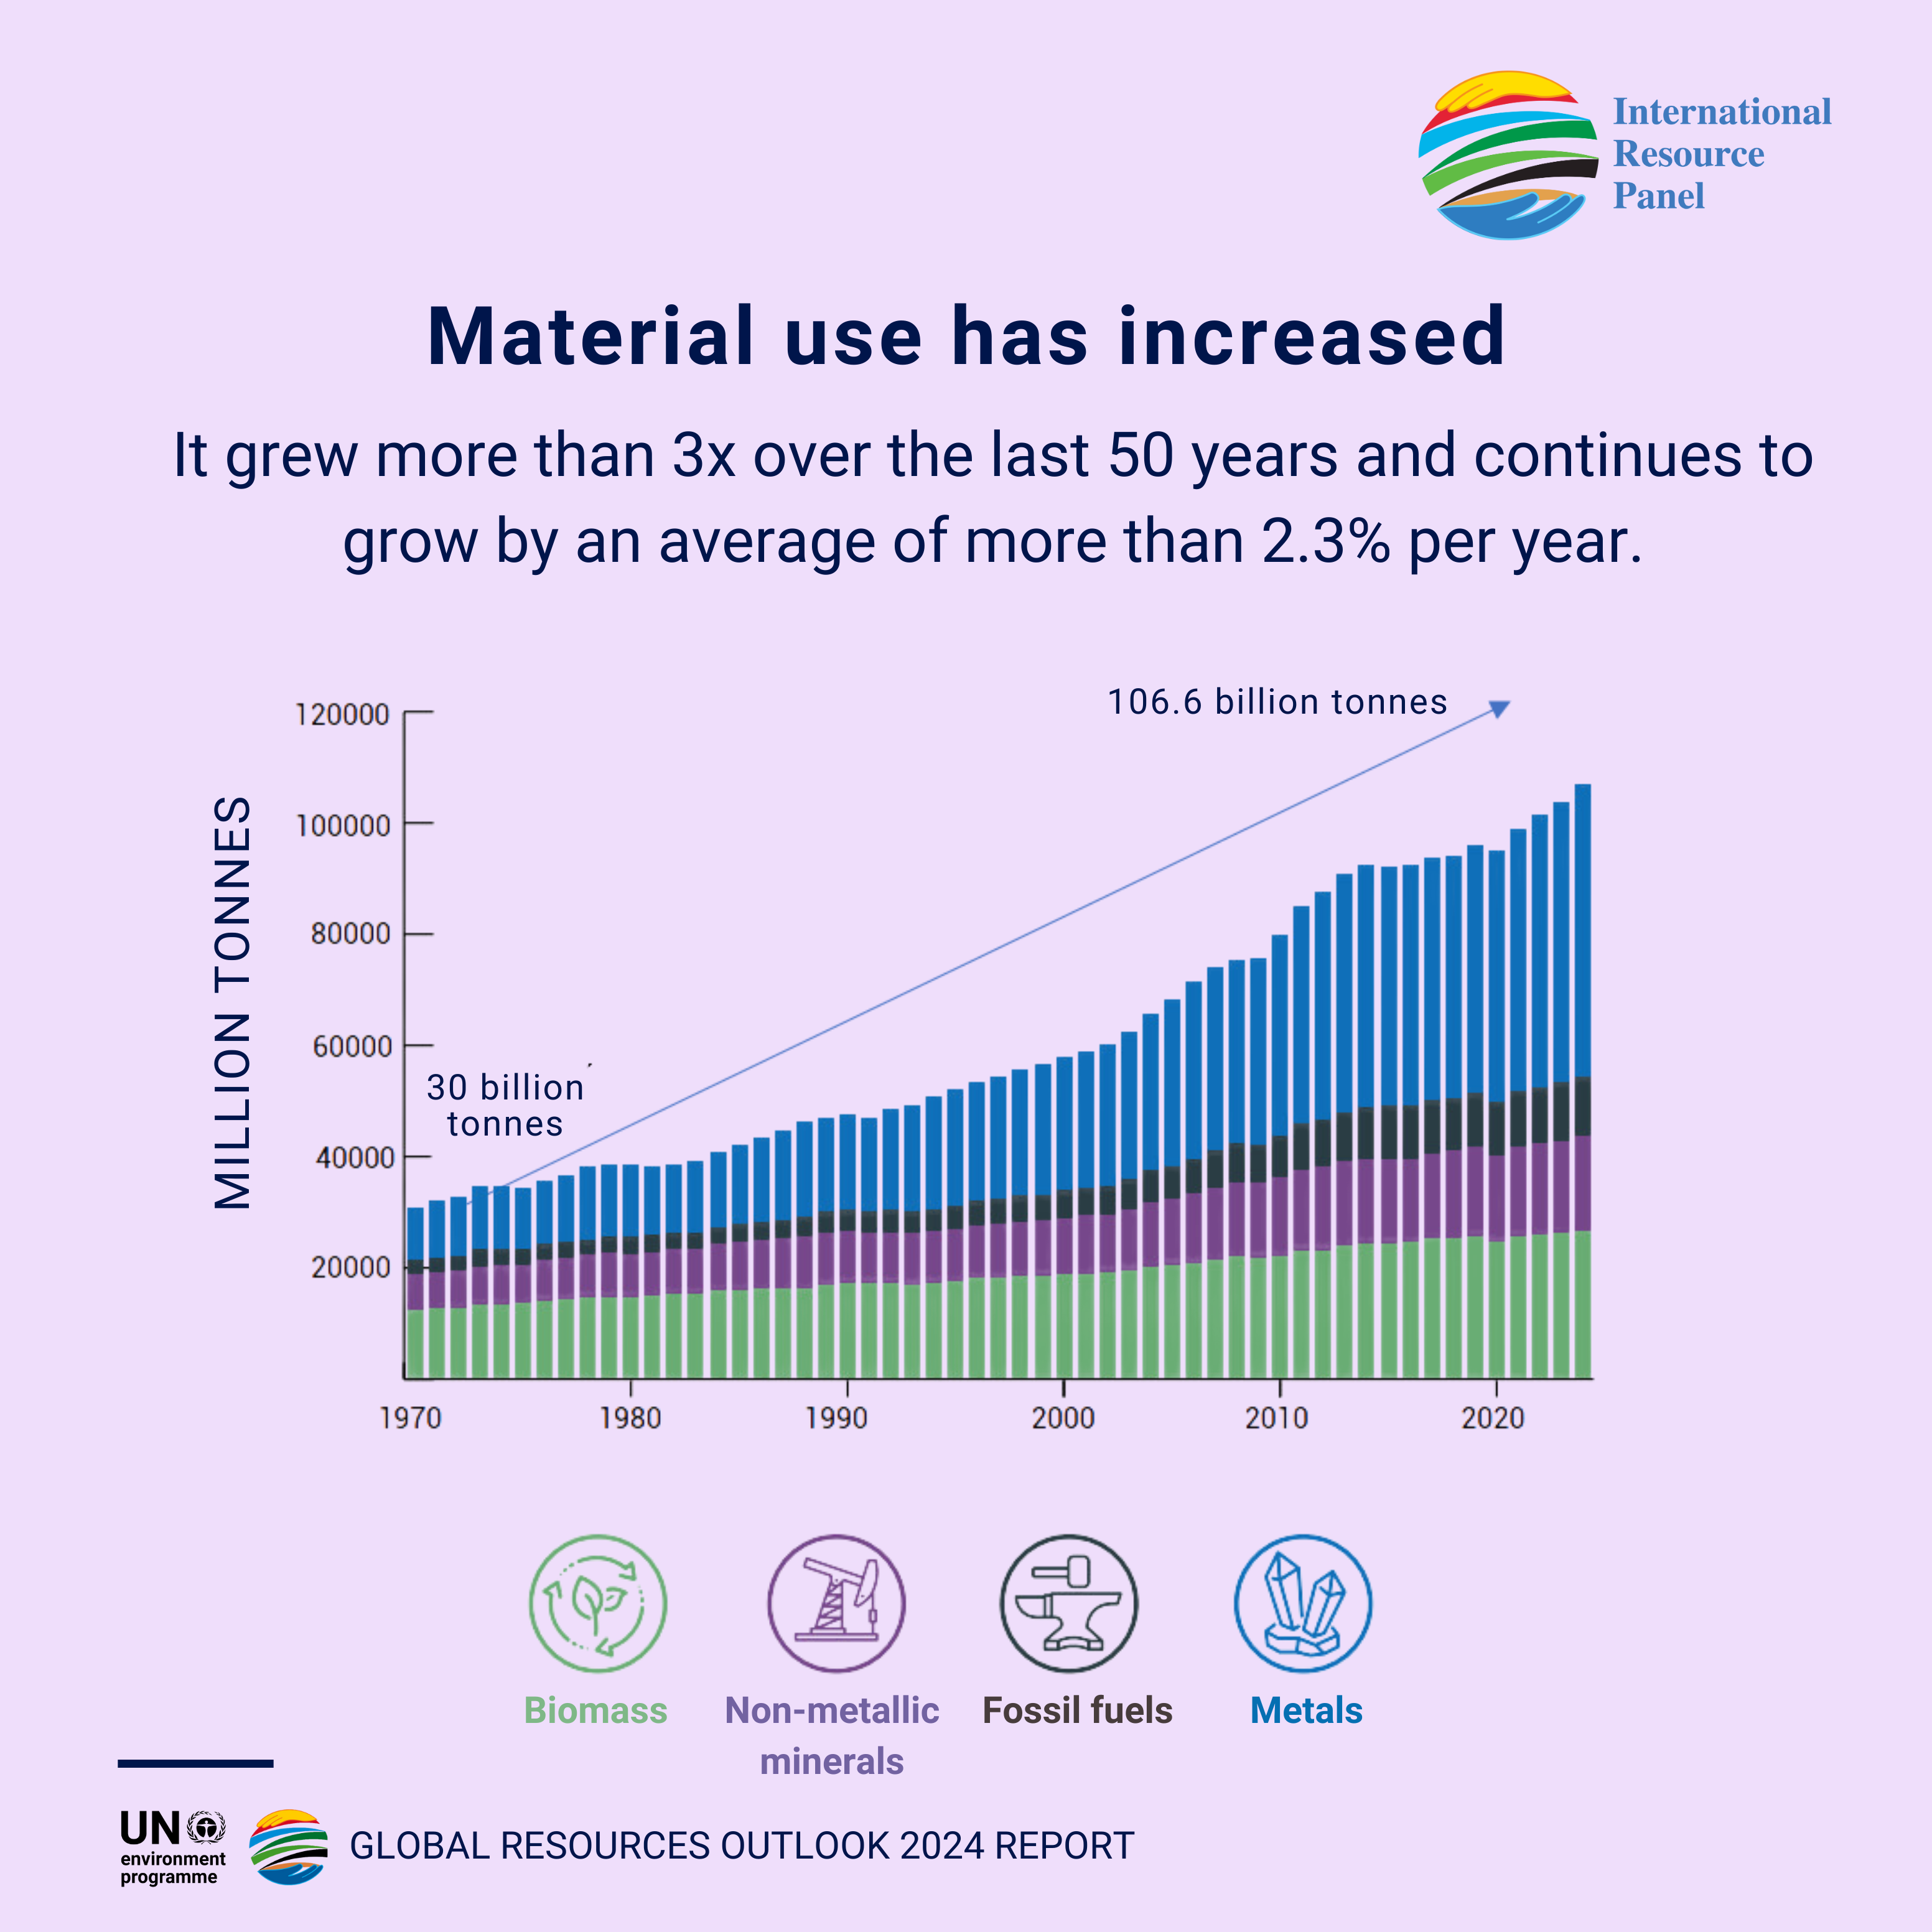 International
Resource
Panel
Material use has increased
It grew more than 3x over the last 50 years and continues to
grow by an average of more than 2.3% per year.
106.6 billion tonnes
30 billion
tonnes
MILLION TONNES
120000
100000
80000
60000
40000
20000
1970 1980 1990 2000 2010 2020
Biomass
Non-metallic
minerals
Fossil fuels
Metals
UN
environment
programme
GLOBAL RESOURCES OUTLOOK 2024 REPORT